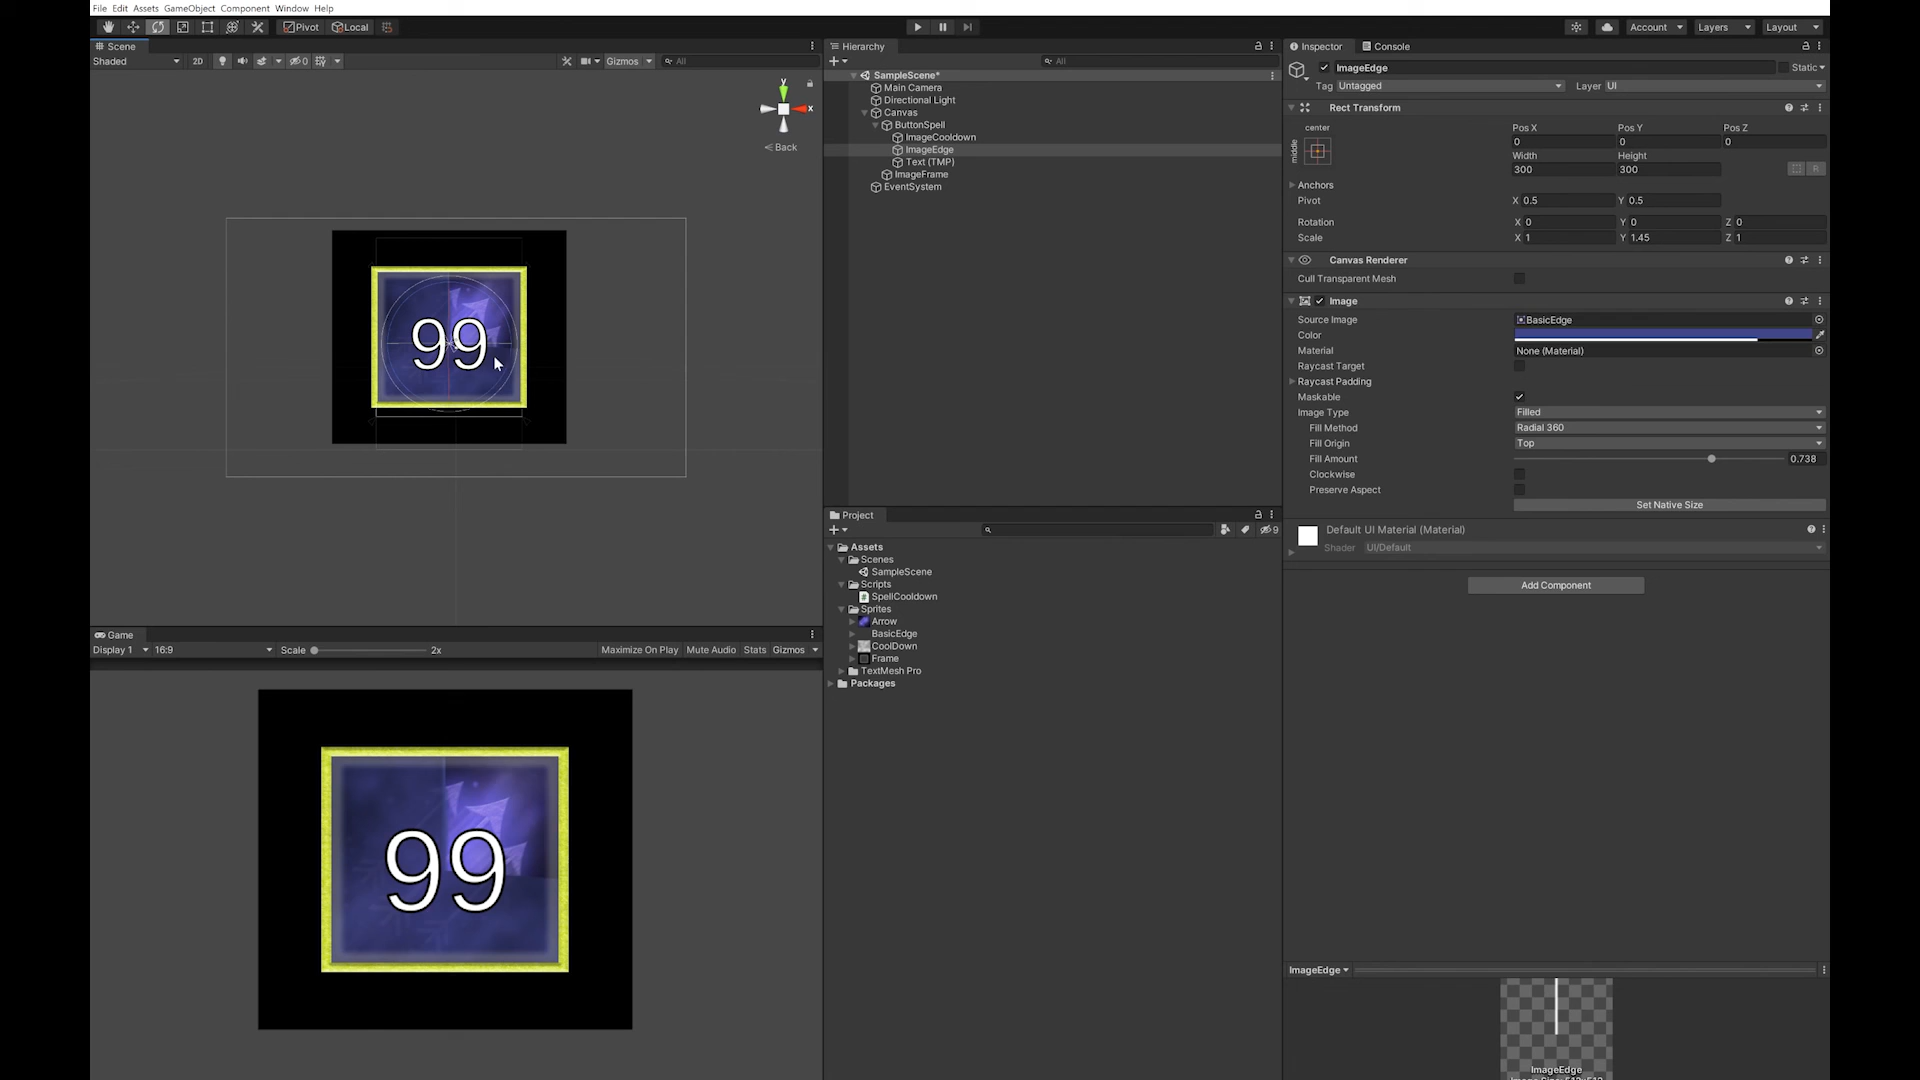 File Edit Assets GameObject Component Window Help
Pivot Local Account Layers Layout
Scene
Shaded 2D 0 Gizmos All
y
x
Back
99
Game
Display 1 16:9 Scale 2x Maximize On Play Mute Audio Stats Gizmos
99
Hierarchy
All
SampleScene*
Main Camera
Directional Light
Canvas
ButtonSpell
ImageCooldown
ImageEdge
Text (TMP)
ImageFrame
EventSystem
Project
9
Assets
Scenes
SampleScene
Scripts
SpellCooldown
Sprites
Arrow
BasicEdge
CoolDown
Frame
TextMesh Pro
Packages
Inspector Console
ImageEdge Static
Tag Untagged Layer UI
Rect Transform
center Pos X Pos Y Pos Z
middle 0 0 0
Width Height
300 300 R
Anchors
Pivot X 0.5 Y 0.5
Rotation X 0 Y 0 Z 0
Scale X 1 Y 1.45 Z 1
Canvas Renderer
Cull Transparent Mesh
Image
Source Image BasicEdge
Color
Material None (Material)
Raycast Target
Raycast Padding
Maskable
Image Type Filled
Fill Method Radial 360
Fill Origin Top
Fill Amount 0.738
Clockwise
Preserve Aspect
Set Native Size
Default UI Material (Material)
Shader UI/Default
Add Component
ImageEdge
ImageEdge